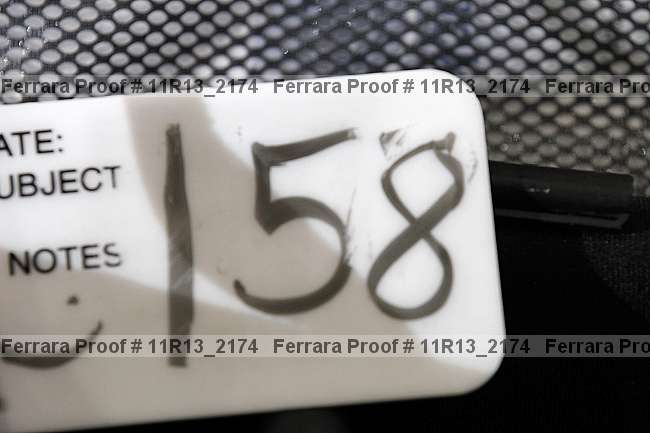 Ferrara Proof # 11R13_2174 Ferrara Proof # 11R13_2174 Ferrara Proof
ATE:
UBJECT
NOTES
158
Ferrara Proof # 11R13_2174 Ferrara Proof # 11R13_2174 Ferrara Pro